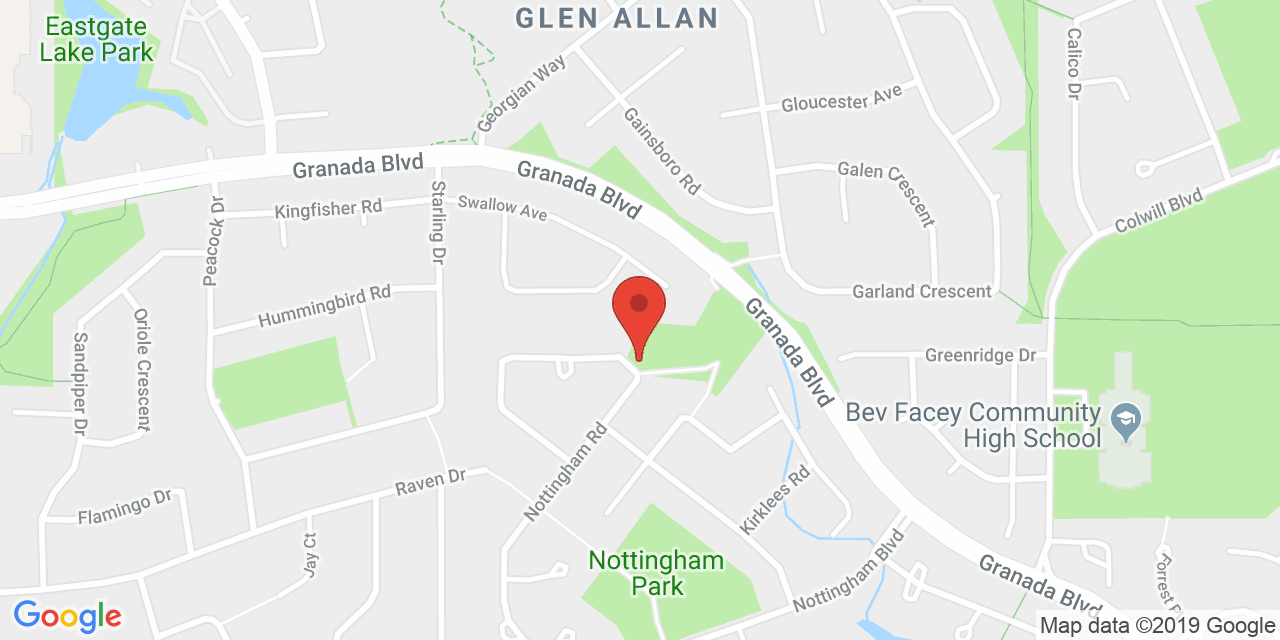 GLEN ALLAN
Eastgate
Lake Park
Georgian Way
Gainsboro Rd
Gloucester Ave
Calico Dr
Granada Blvd
Granada Blvd
Galen Crescent
Colwill Blvd
Peacock Dr
Kingfisher Rd
Starling Dr
Swallow Ave
Hummingbird Rd
Garland Crescent
Granada Blvd
Sandpiper Dr
Oriole Crescent
Greenridge Dr
Bev Facey Community
High School
Nottingham Rd
Raven Dr
Flamingo Dr
Jay Ct
Kirklees Rd
Nottingham
Park
Nottingham Blvd
Granada Blvd
Google
Map data ©2019 Google